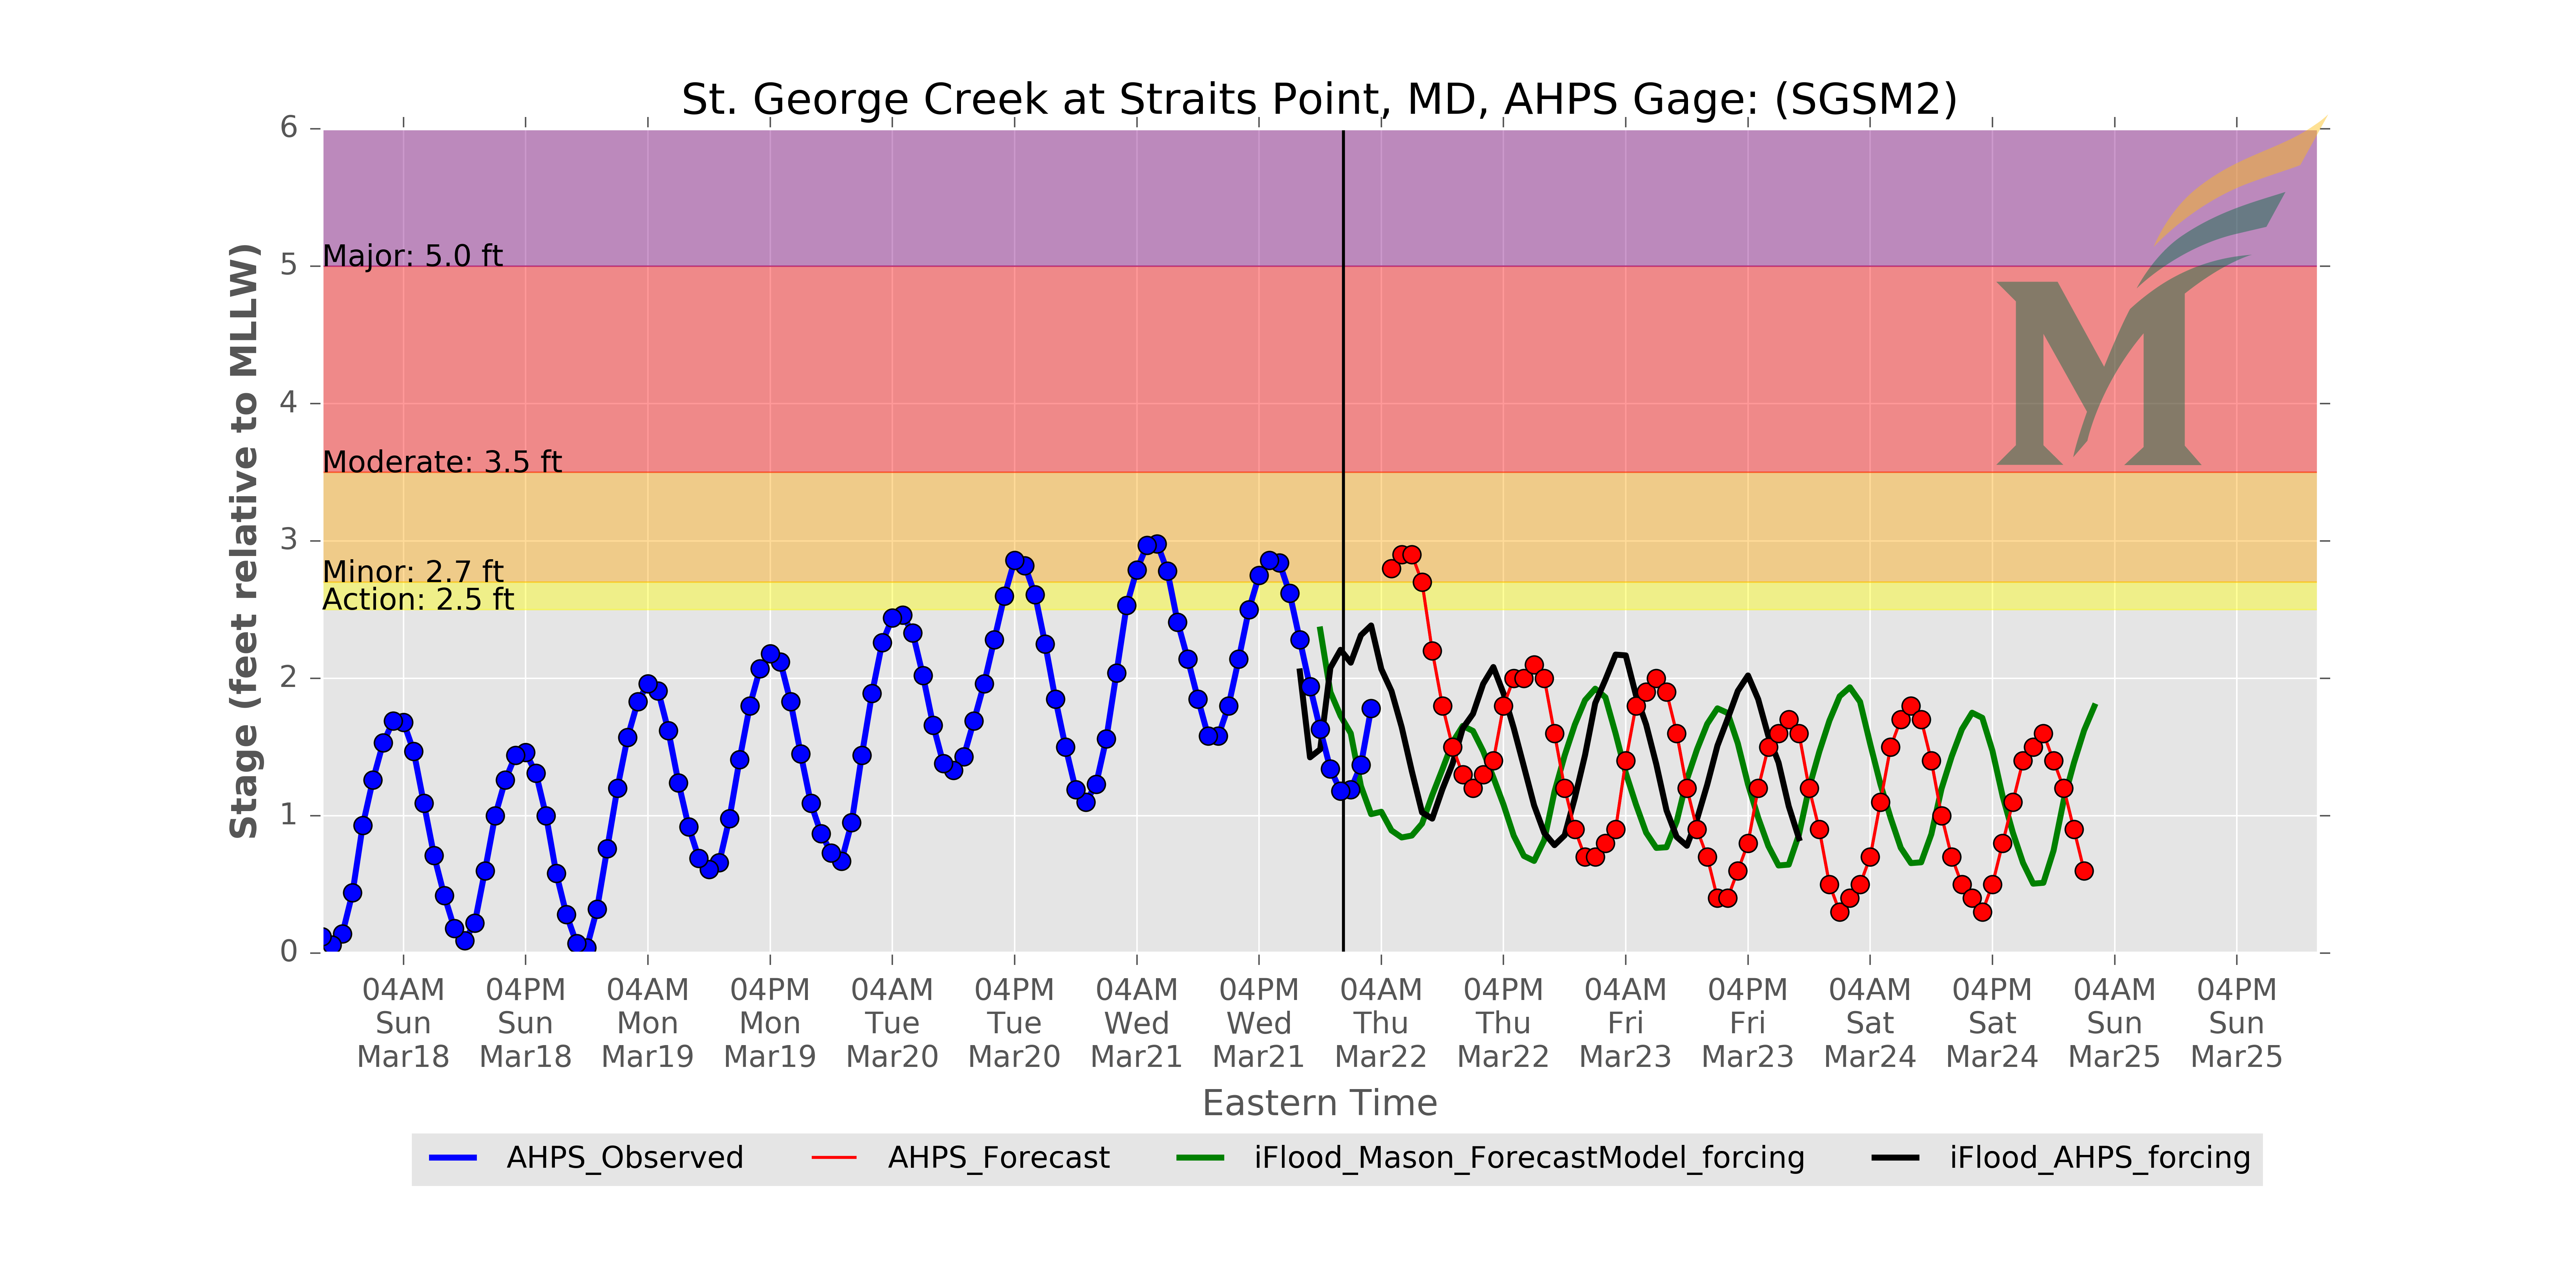 St. George Creek at Straits Point, MD, AHPS Gage: (SGSM2)
Stage (feet relative to MLLW)
6
5
4
3
2
1
0
Major: 5.0 ft
Moderate: 3.5 ft
Minor: 2.7 ft
Action: 2.5 ft
04AM 04PM 04AM 04PM 04AM 04PM 04AM 04PM 04AM 04PM 04AM 04PM 04AM 04PM 04AM 04PM
Sun Sun Mon Mon Tue Tue Wed Wed Thu Thu Fri Fri Sat Sat Sun Sun
Mar18 Mar18 Mar19 Mar19 Mar20 Mar20 Mar21 Mar21 Mar22 Mar22 Mar23 Mar23 Mar24 Mar24 Mar25 Mar25
Eastern Time
AHPS_Observed AHPS_Forecast iFlood_Mason_ForecastModel_forcing iFlood_AHPS_forcing
M